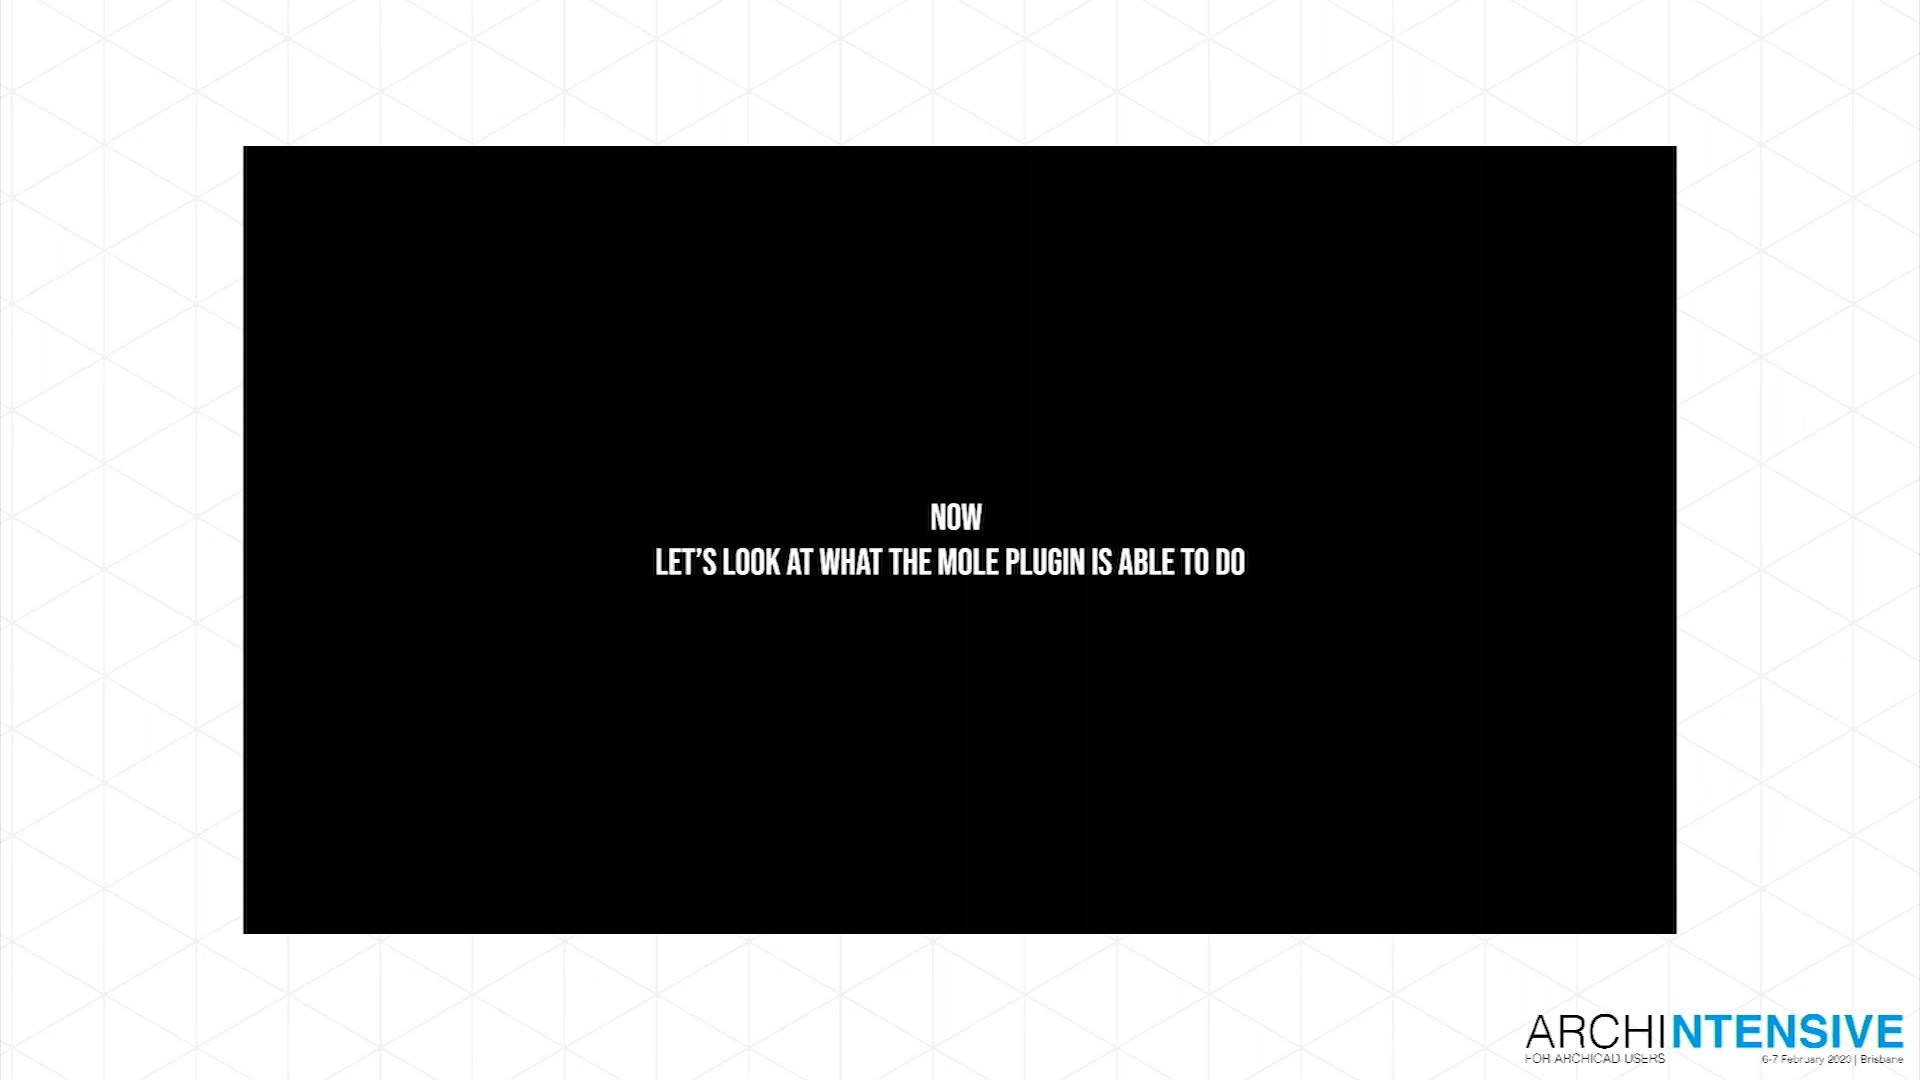 NOW
LET'S LOOK AT WHAT THE MOLE PLUGIN IS ABLE TO DO
ARCHINTENSIVE
FOR ARCHICAD USERS
6-7 February 2020 | Brisbane